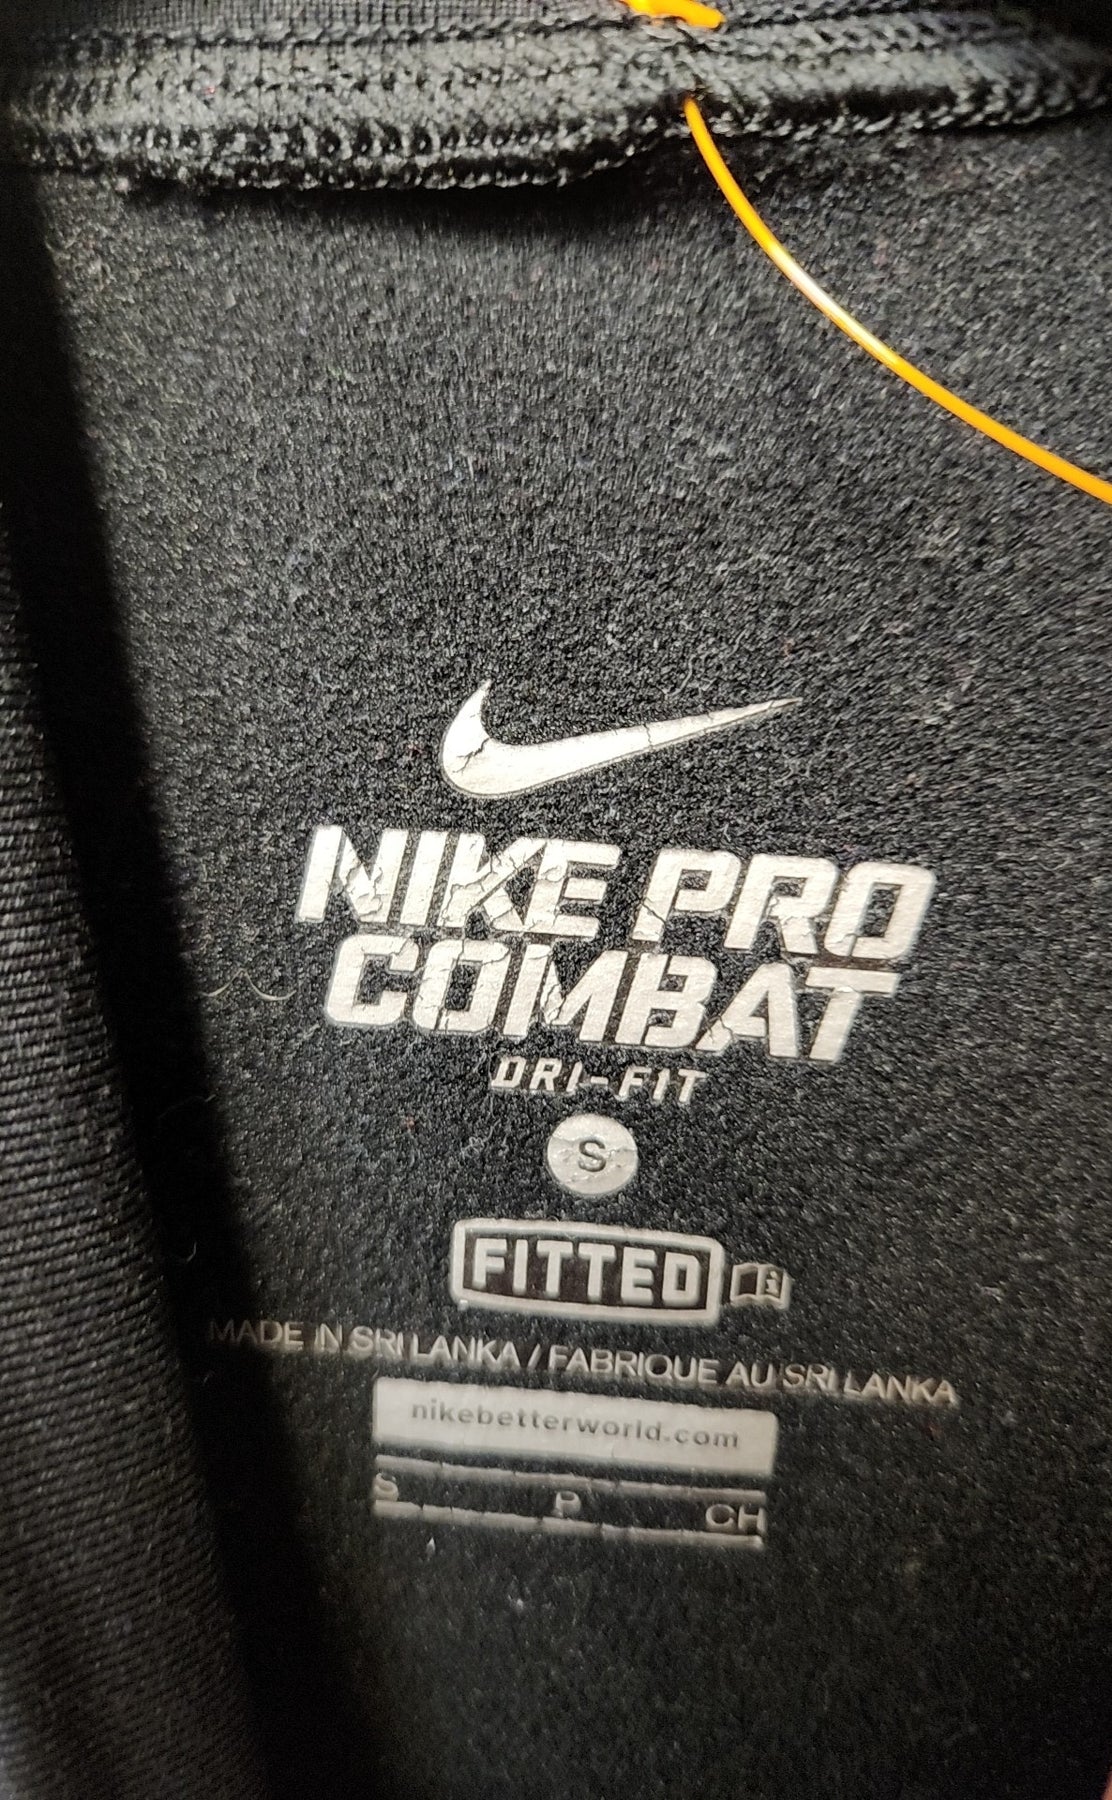 NIKE PRO
COMBAT
DRI-FIT
S
FITTED
MADE IN SRI LANKA / FABRIQUE AU SRI LANKA
nikebetterworld.com
S P CH